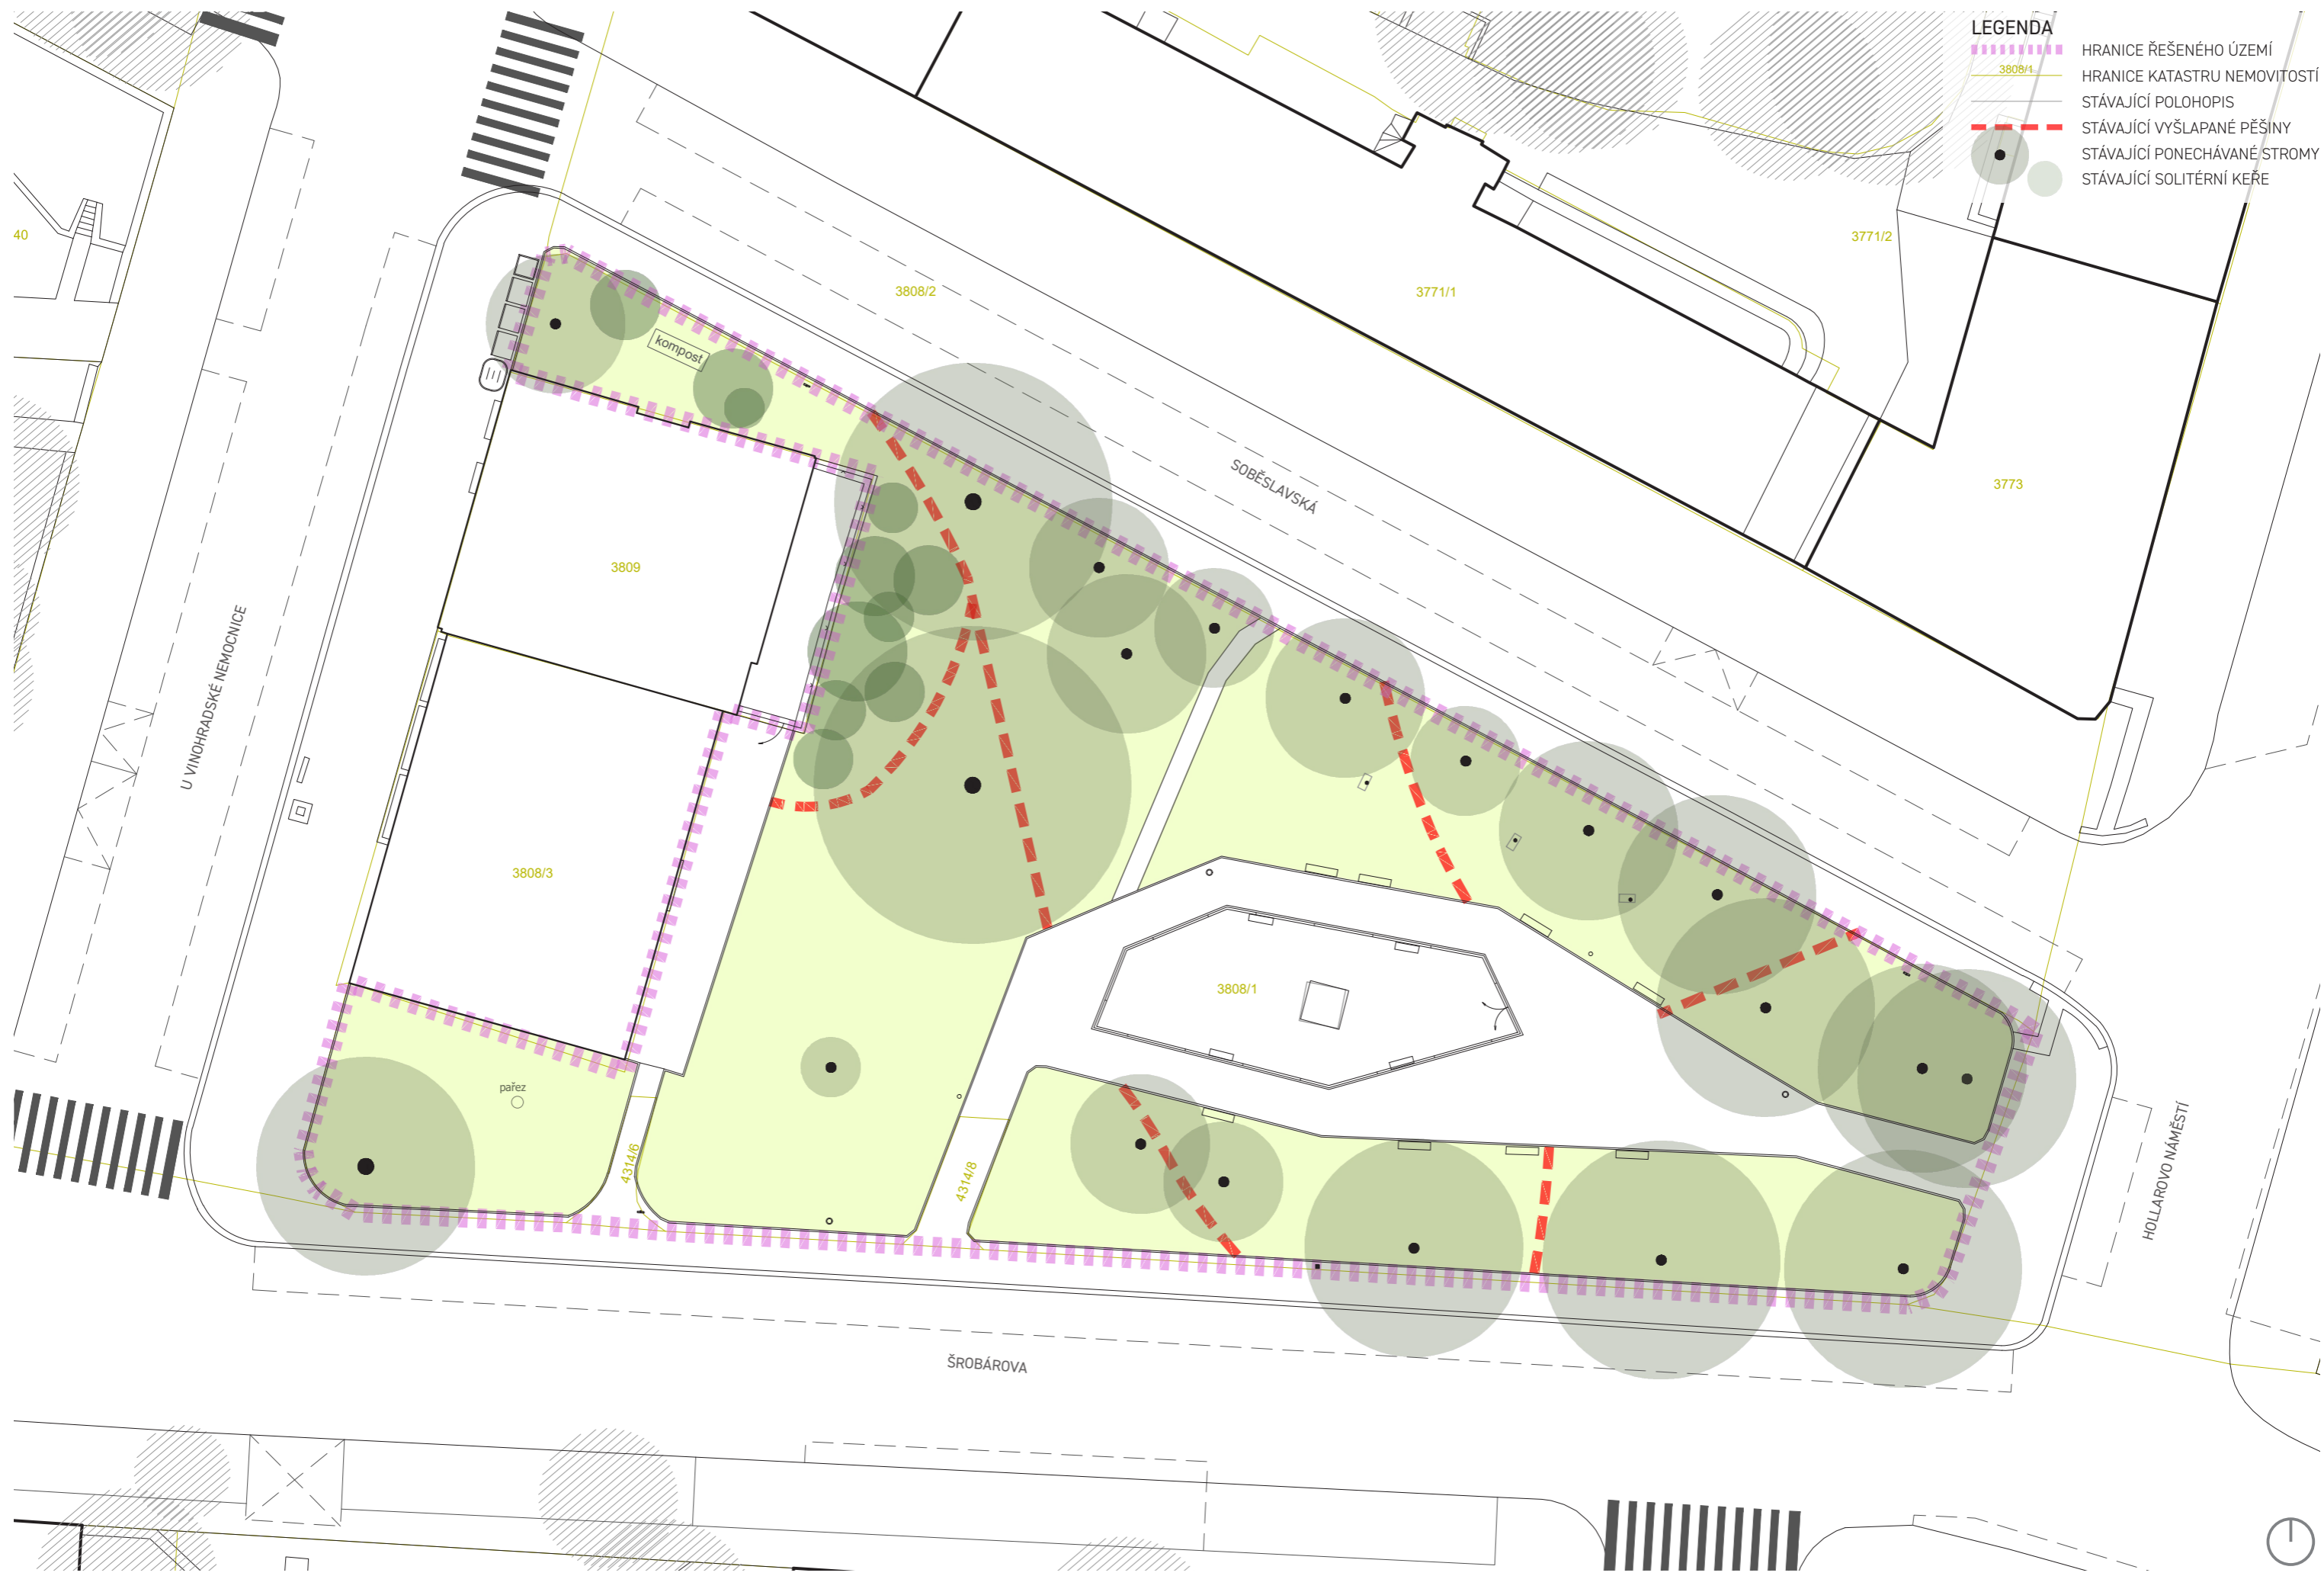 LEGENDA
HRANICE ŘEŠENÉHO ÚZEMÍ
3808/1
HRANICE KATASTRU NEMOVITOSTÍ
STÁVAJÍCÍ POLOHOPIS
STÁVAJÍCÍ VYŠLAPANÉ PĚŠINY
STÁVAJÍCÍ PONECHÁVANÉ STROMY
STÁVAJÍCÍ SOLITÉRNÍ KEŘE
40
3771/2
3808/2
3771/1
kompost
SOBĚSLAVSKÁ
3773
3809
U VINOHRADSKÉ NEMOCNICE
3808/3
3808/1
pařez
4314/6
4314/8
HOLLAROVO NÁMĚSTÍ
ŠROBÁROVA